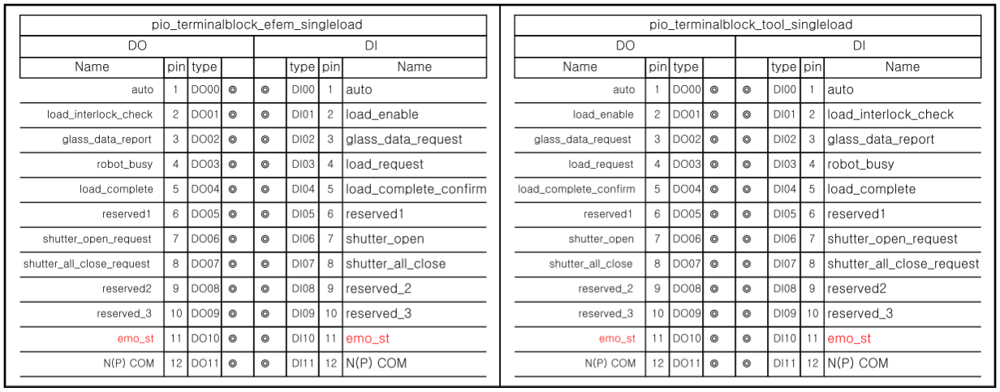 pio_terminalblock_efem_singleload
DO DI
Name pin type type pin Name
auto 1 DO00 ◎ ◎ DI00 1 auto
load_interlock_check 2 DO01 ◎ ◎ DI01 2 load_enable
glass_data_report 3 DO02 ◎ ◎ DI02 3 glass_data_request
robot_busy 4 DO03 ◎ ◎ DI03 4 load_request
load_complete 5 DO04 ◎ ◎ DI04 5 load_complete_confirm
reserved1 6 DO05 ◎ ◎ DI05 6 reserved1
shutter_open_request 7 DO06 ◎ ◎ DI06 7 shutter_open
shutter_all_close_request 8 DO07 ◎ ◎ DI07 8 shutter_all_close
reserved2 9 DO08 ◎ ◎ DI08 9 reserved_2
reserved_3 10 DO09 ◎ ◎ DI09 10 reserved_3
emo_st 11 DO10 ◎ ◎ DI10 11 emo_st
N(P) COM 12 DO11 ◎ ◎ DI11 12 N(P) COM
pio_terminalblock_tool_singleload
DO DI
Name pin type type pin Name
auto 1 DO00 ◎ ◎ DI00 1 auto
load_enable 2 DO01 ◎ ◎ DI01 2 load_interlock_check
glass_data_request 3 DO02 ◎ ◎ DI02 3 glass_data_report
load_request 4 DO03 ◎ ◎ DI03 4 robot_busy
load_complete_confirm 5 DO04 ◎ ◎ DI04 5 load_complete
reserved1 6 DO05 ◎ ◎ DI05 6 reserved1
shutter_open 7 DO06 ◎ ◎ DI06 7 shutter_open_request
shutter_all_close 8 DO07 ◎ ◎ DI07 8 shutter_all_close_request
reserved_2 9 DO08 ◎ ◎ DI08 9 reserved2
reserved_3 10 DO09 ◎ ◎ DI09 10 reserved_3
emo_st 11 DO10 ◎ ◎ DI10 11 emo_st
N(P) COM 12 DO11 ◎ ◎ DI11 12 N(P) COM